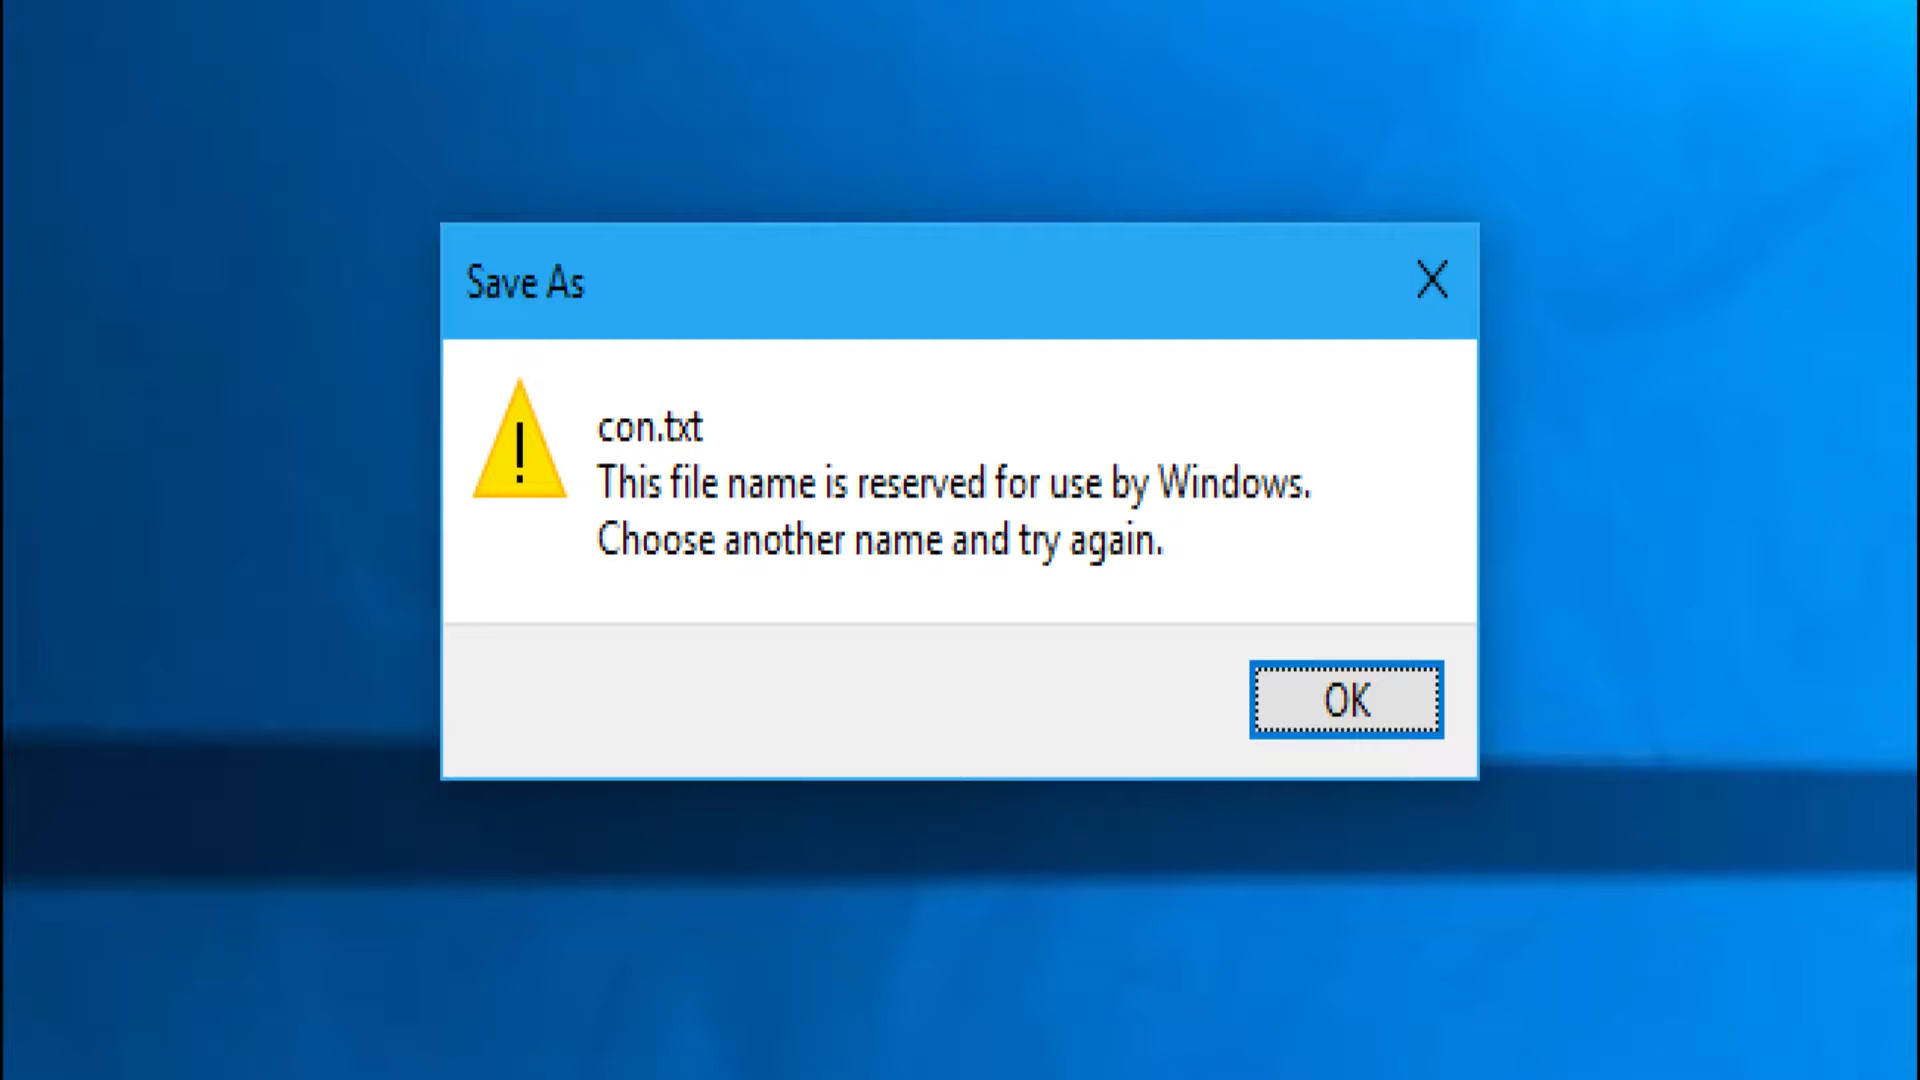 Save As
con.txt
This file name is reserved for use by Windows.
Choose another name and try again.
OK